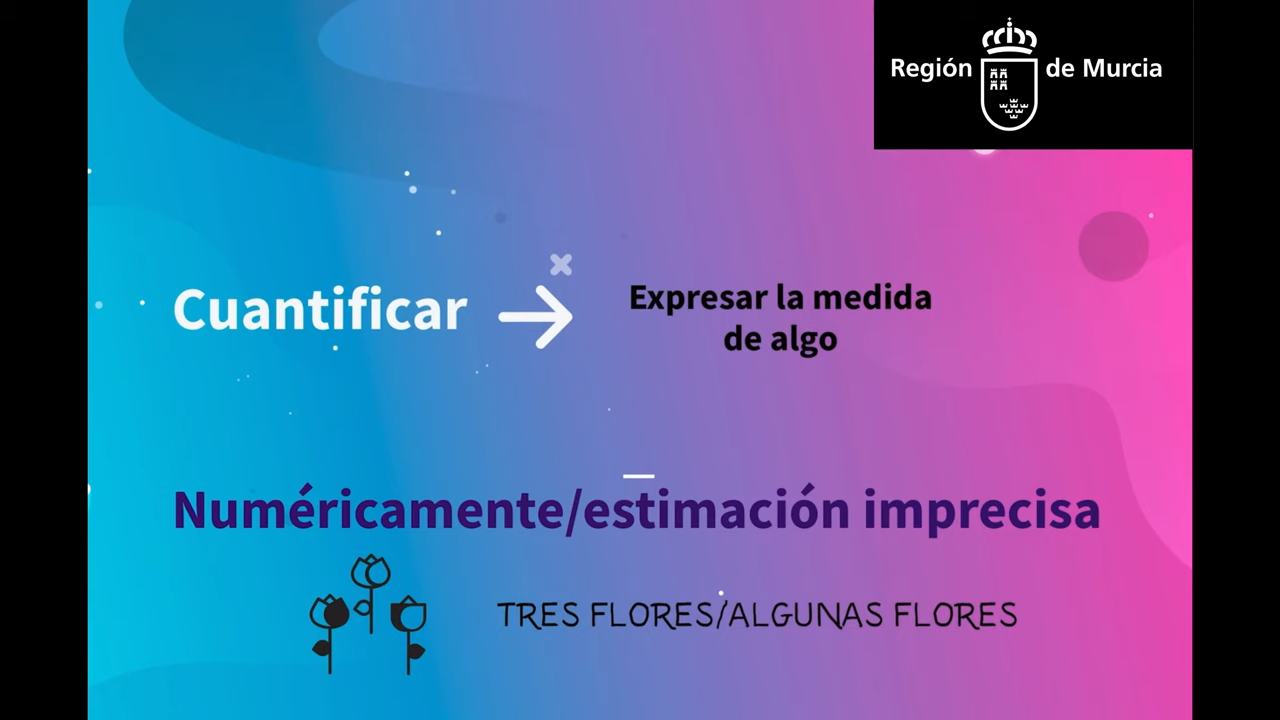 Región de Murcia
Cuantificar
Expresar la medida
de algo
Numéricamente/estimación imprecisa
TRES FLORES/ALGUNAS FLORES